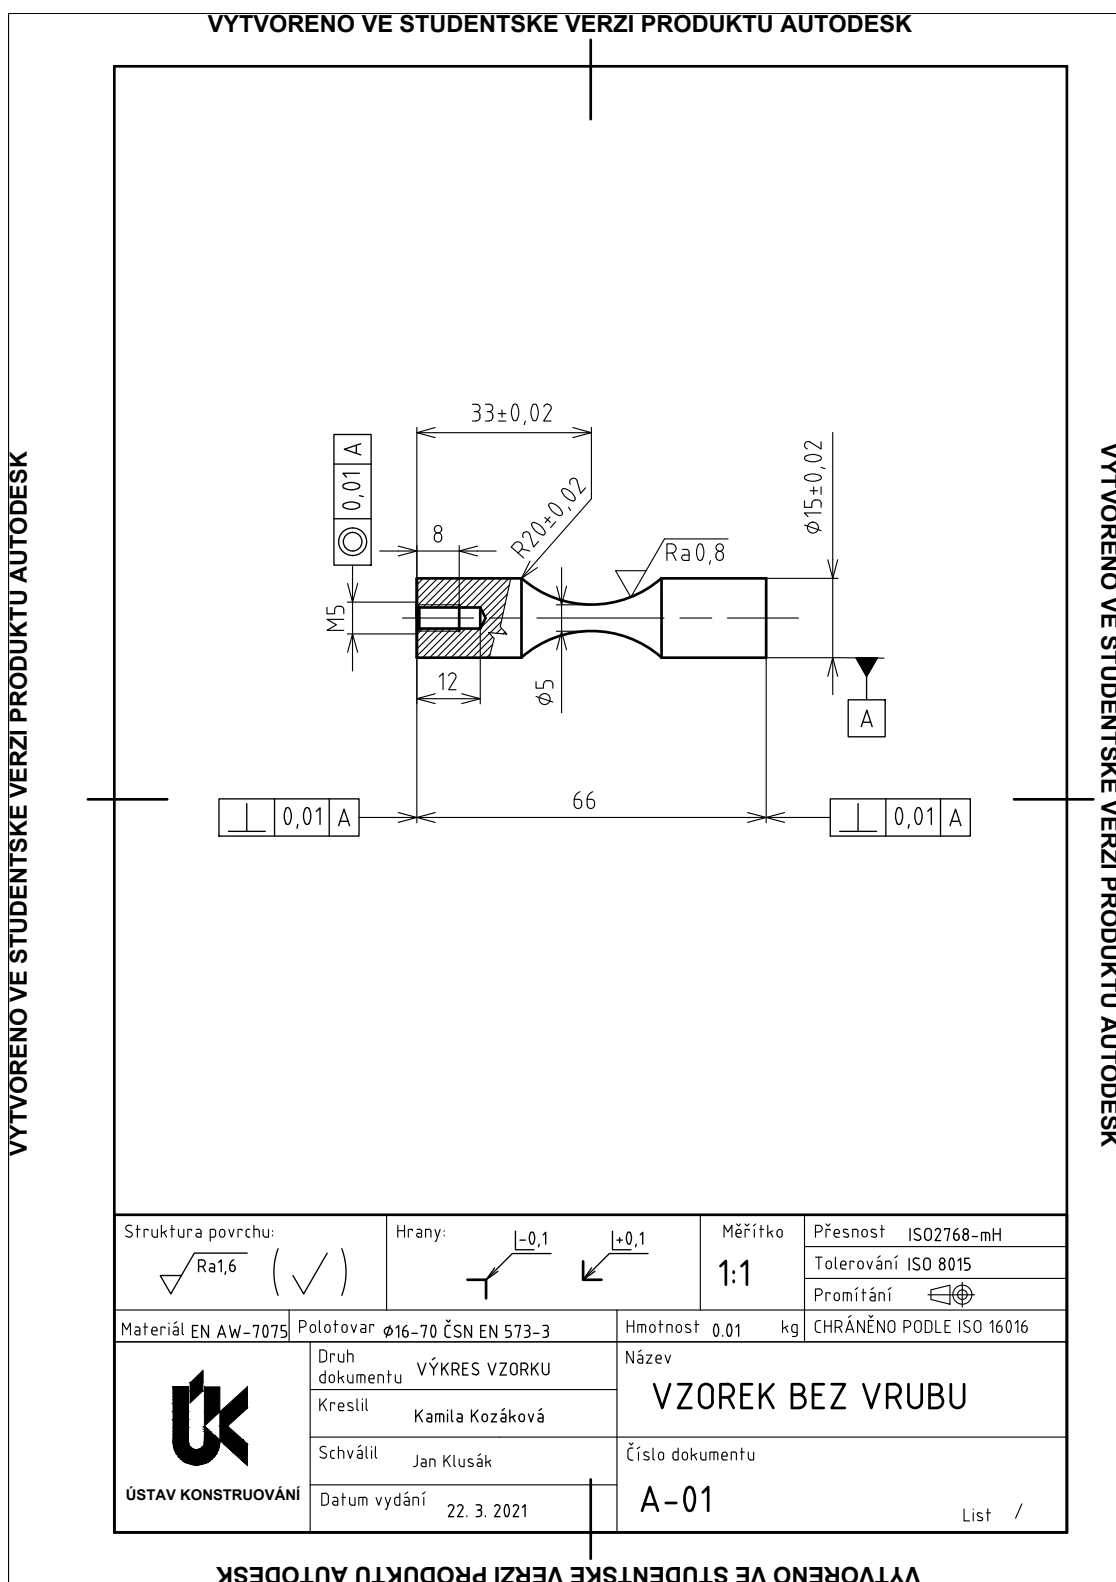 VYTVORENO VE STUDENTSKE VERZI PRODUKTU AUTODESK
VYTVORENO VE STUDENTSKE VERZI PRODUKTU AUTODESK
VYTVORENO VE STUDENTSKE VERZI PRODUKTU AUTODESK
33±0,02
0,01 A
8
R20±0,02
Ra0,8
ϕ15±0,02
M5
12
ϕ5
A
66
0,01 A
0,01 A
Struktura povrchu:
Ra1,6
Hrany:
-0,1
+0,1
Měřítko
1:1
Přesnost ISO2768-mH
Tolerování ISO 8015
Promítání
Materiál EN AW-7075
Polotovar ϕ16-70 ČSN EN 573-3
Hmotnost 0.01 kg
CHRÁNĚNO PODLE ISO 16016
ÚK
ÚSTAV KONSTRUOVÁNÍ
Druh dokumentu VÝKRES VZORKU
Kreslil Kamila Kozáková
Schválil Jan Klusák
Datum vydání 22. 3. 2021
Název
VZOREK BEZ VRUBU
Číslo dokumentu
A-01
List /
VYTVORENO VE STUDENTSKE VERZI PRODUKTU AUTODESK